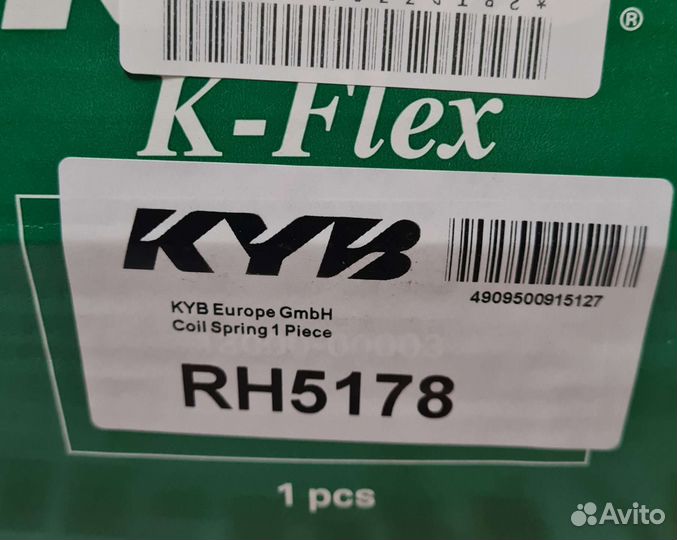 ®
K-Flex
KYB
4909500915127
KYB Europe GmbH
Coil Spring 1 Piece
RH5178
1 pcs
Avito